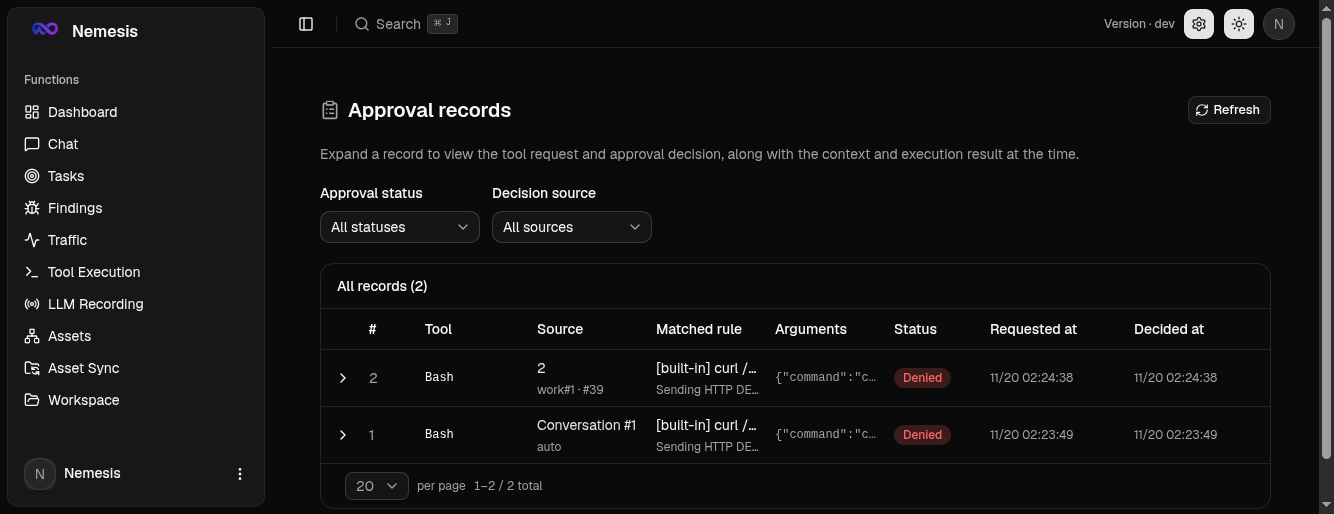 Nemesis
Functions
Dashboard
Chat
Tasks
Findings
Traffic
Tool Execution
LLM Recording
Assets
Asset Sync
Workspace
N Nemesis
Search ⌘ J
Version · dev N
Approval records
Refresh
Expand a record to view the tool request and approval decision, along with the context and execution result at the time.
Approval status Decision source
All statuses All sources
All records (2)
# Tool Source Matched rule Arguments Status Requested at Decided at
2 Bash 2 [built-in] curl /... {"command":"c... Denied 11/20 02:24:38 11/20 02:24:38
work#1 · #39 Sending HTTP DE...
1 Bash Conversation #1 [built-in] curl /... {"command":"c... Denied 11/20 02:23:49 11/20 02:23:49
auto Sending HTTP DE...
20 per page 1–2 / 2 total